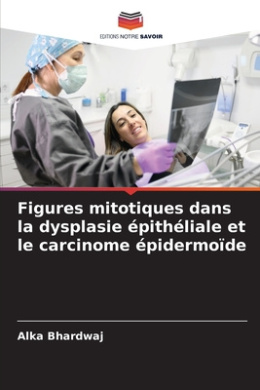 EDITIONS NOTRE SAVOIR
Figures mitotiques dans
la dysplasie épithéliale et
le carcinome épidermoïde
Alka Bhardwaj